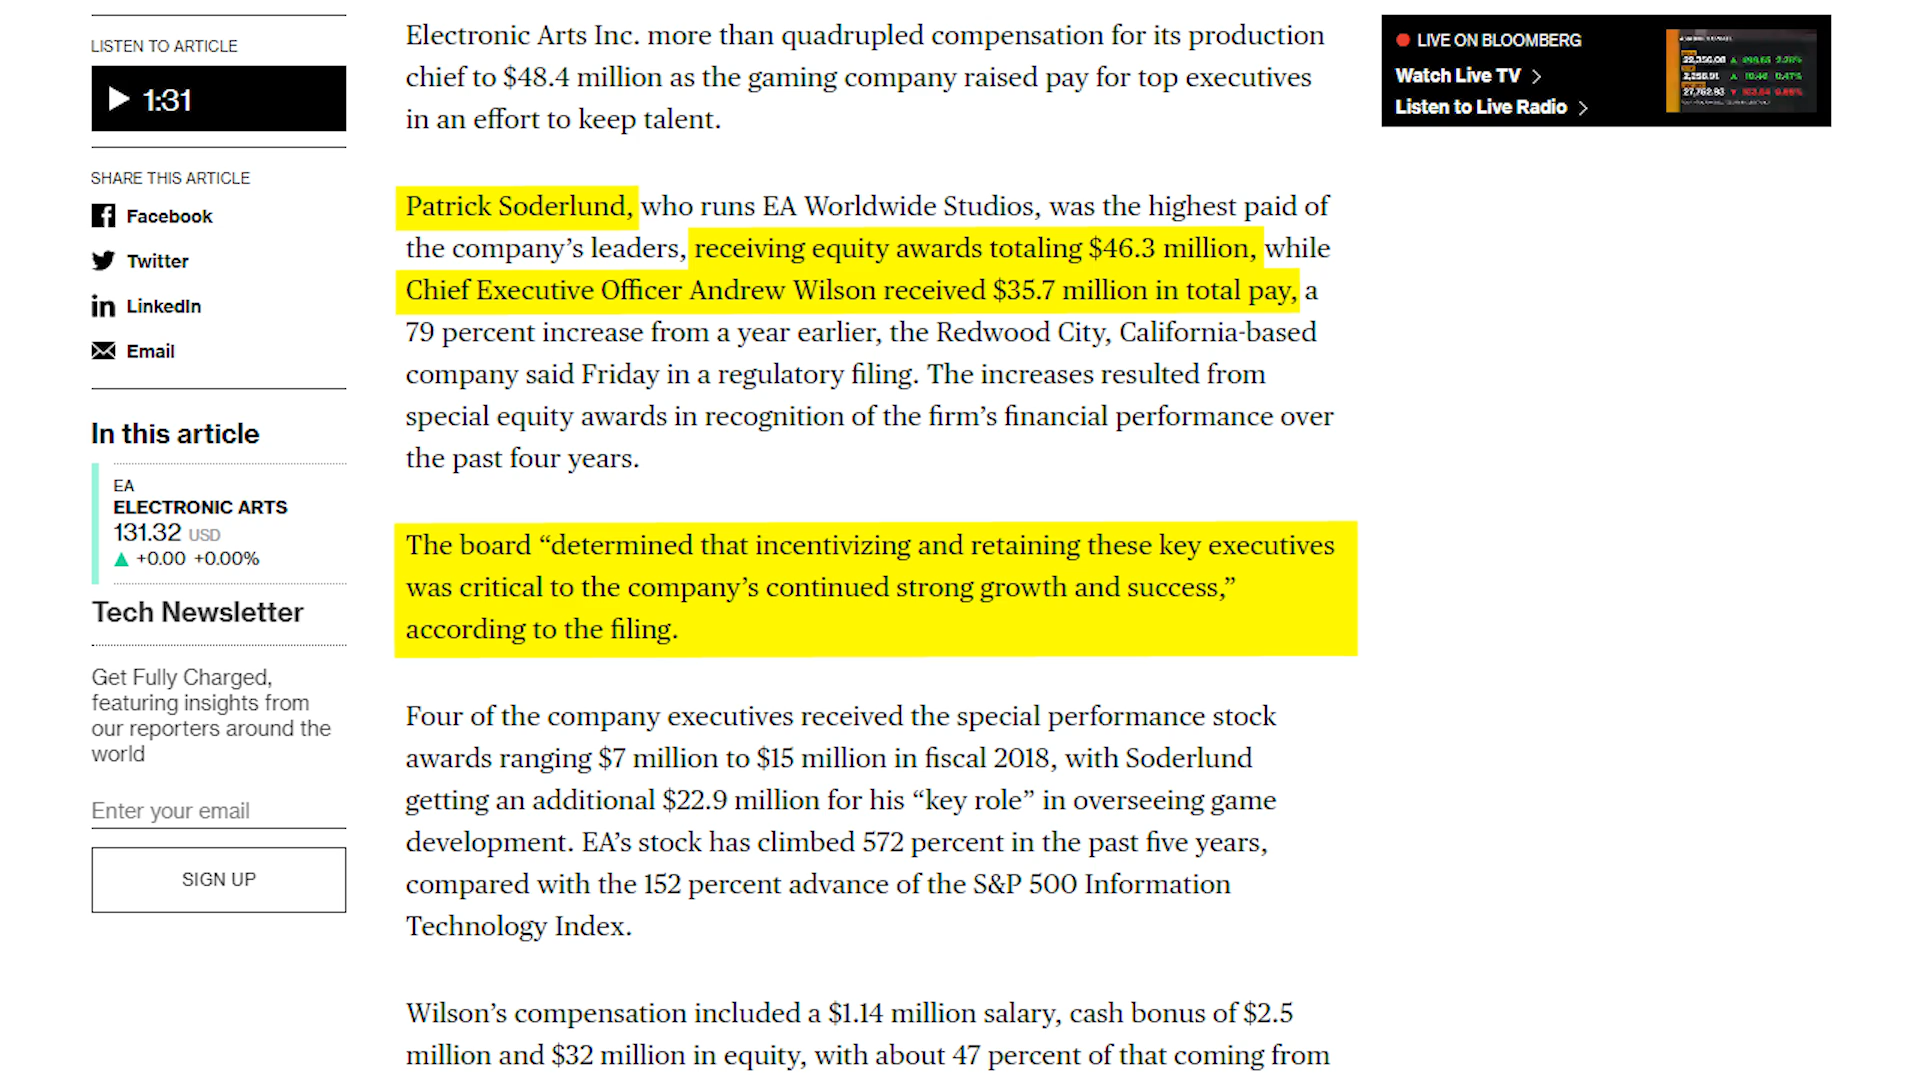 LISTEN TO ARTICLE
1:31
SHARE THIS ARTICLE
Facebook
Twitter
LinkedIn
Email
In this article
EA
ELECTRONIC ARTS
131.32 USD
+0.00 +0.00%
Tech Newsletter
Get Fully Charged,
featuring insights from
our reporters around the
world
Enter your email
SIGN UP
Electronic Arts Inc. more than quadrupled compensation for its production
chief to $48.4 million as the gaming company raised pay for top executives
in an effort to keep talent.
Patrick Soderlund, who runs EA Worldwide Studios, was the highest paid of
the company’s leaders, receiving equity awards totaling $46.3 million, while
Chief Executive Officer Andrew Wilson received $35.7 million in total pay, a
79 percent increase from a year earlier, the Redwood City, California-based
company said Friday in a regulatory filing. The increases resulted from
special equity awards in recognition of the firm’s financial performance over
the past four years.
The board “determined that incentivizing and retaining these key executives
was critical to the company’s continued strong growth and success,”
according to the filing.
Four of the company executives received the special performance stock
awards ranging $7 million to $15 million in fiscal 2018, with Soderlund
getting an additional $22.9 million for his “key role” in overseeing game
development. EA’s stock has climbed 572 percent in the past five years,
compared with the 152 percent advance of the S&P 500 Information
Technology Index.
Wilson’s compensation included a $1.14 million salary, cash bonus of $2.5
million and $32 million in equity, with about 47 percent of that coming from
LIVE ON BLOOMBERG
Watch Live TV
Listen to Live Radio